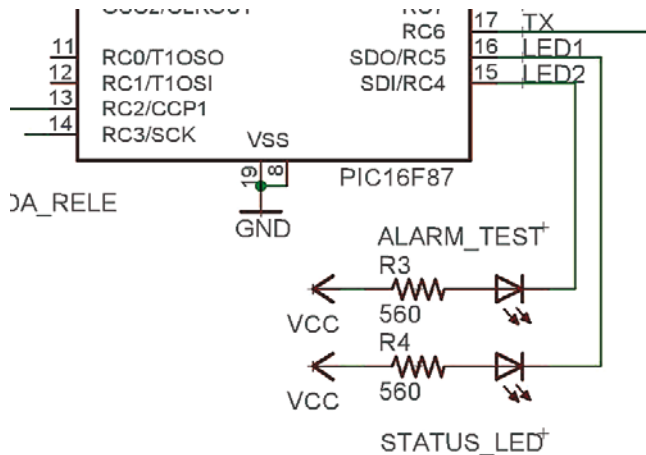 RC6 17 TX
11 RC0/T1OSO SDO/RC5 16 LED1
12 RC1/T1OSI SDI/RC4 15 LED2
13 RC2/CCP1
14 RC3/SCK
VSS
19 8 PIC16F87
DA_RELE
GND
ALARM_TEST
R3
VCC 560
R4
VCC 560
STATUS_LED